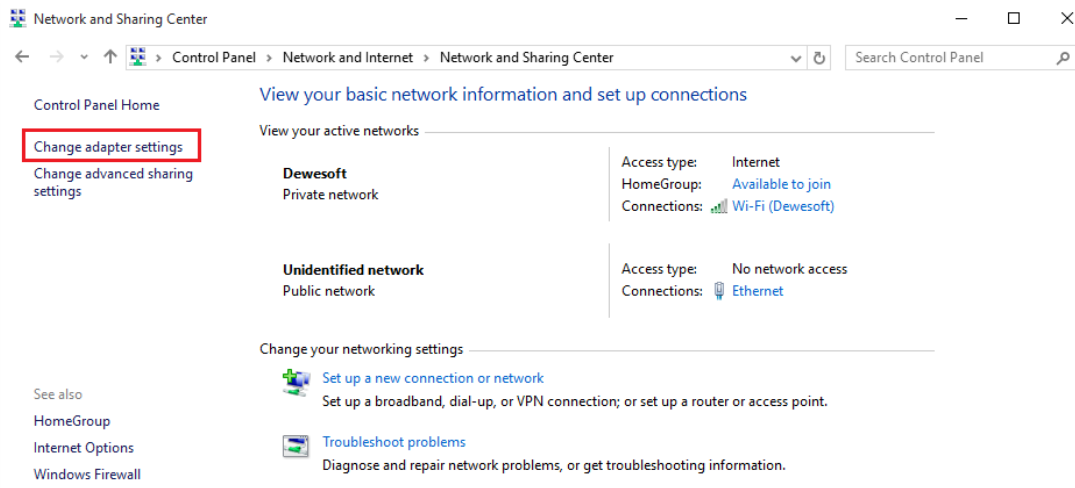 Network and Sharing Center
Control Panel > Network and Internet > Network and Sharing Center
Search Control Panel
Control Panel Home
Change adapter settings
Change advanced sharing
settings
See also
HomeGroup
Internet Options
Windows Firewall
View your basic network information and set up connections
View your active networks
Dewesoft
Private network
Access type: Internet
HomeGroup: Available to join
Connections: Wi-Fi (Dewesoft)
Unidentified network
Public network
Access type: No network access
Connections: Ethernet
Change your networking settings
Set up a new connection or network
Set up a broadband, dial-up, or VPN connection; or set up a router or access point.
Troubleshoot problems
Diagnose and repair network problems, or get troubleshooting information.